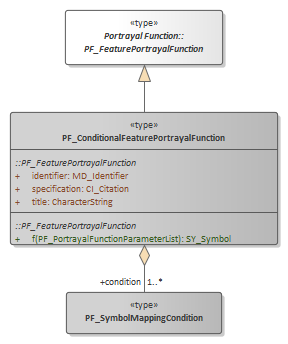 «type»
Portrayal Function::
PF_FeaturePortrayalFunction
«type»
PF_ConditionalFeaturePortrayalFunction
::PF_FeaturePortrayalFunction
+ identifier: MD_Identifier
+ specification: CI_Citation
+ title: CharacterString
::PF_FeaturePortrayalFunction
+ f(PF_PortrayalFunctionParameterList): SY_Symbol
+condition 1..*
«type»
PF_SymbolMappingCondition